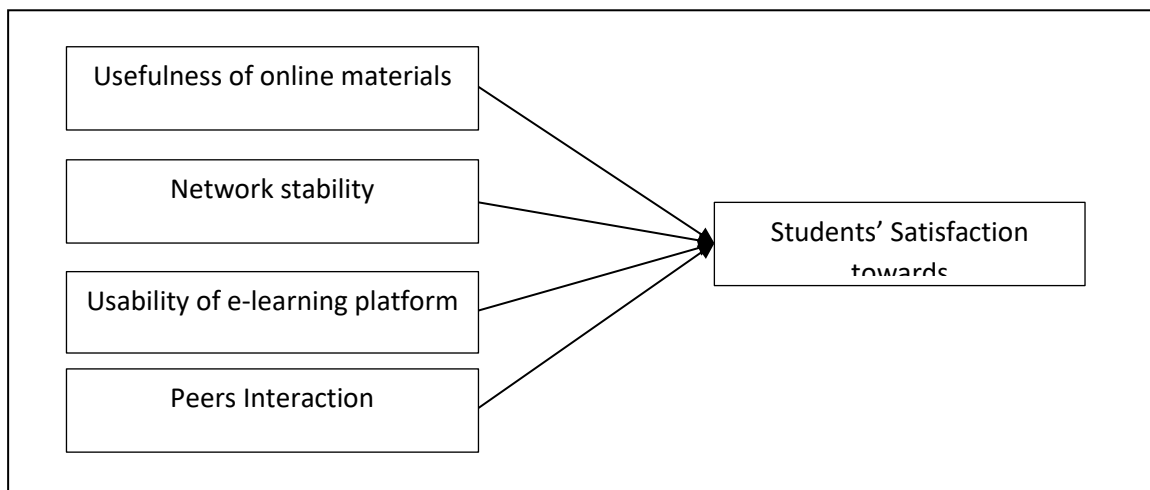 Usefulness of online materials
Network stability
Usability of e-learning platform
Peers Interaction
Students’ Satisfaction
towards